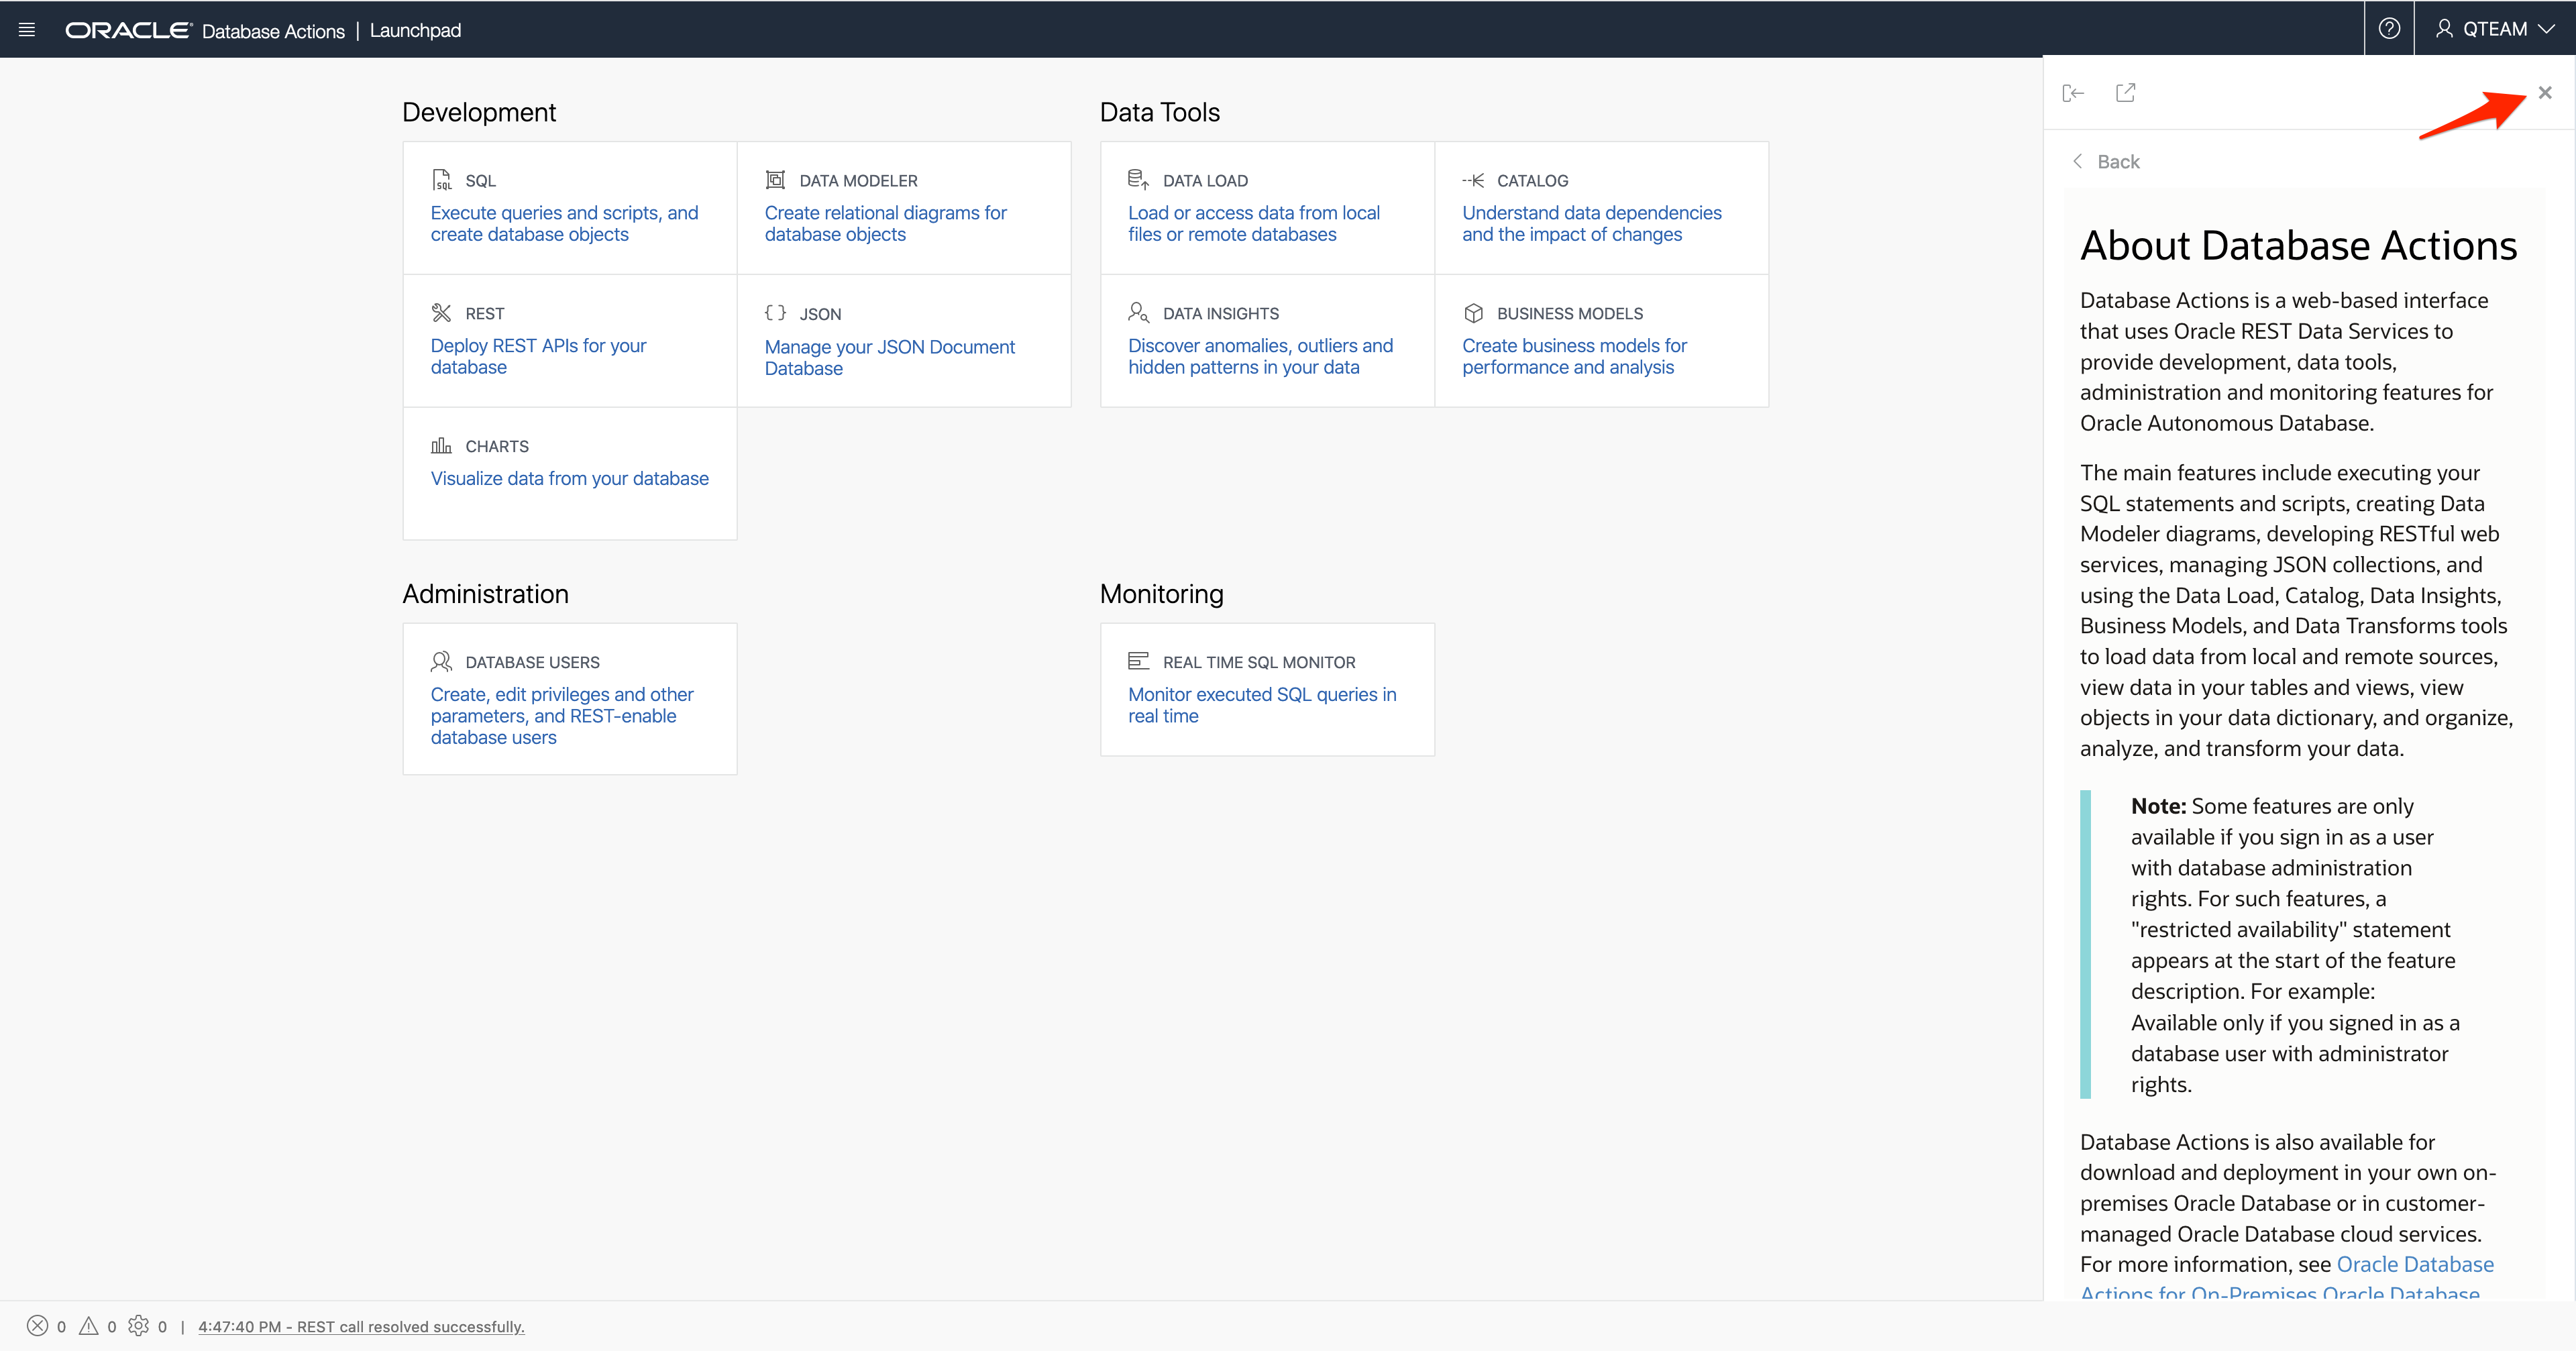 ORACLE Database Actions | Launchpad
QTEAM
Development
SQL
Execute queries and scripts, and
create database objects
DATA MODELER
Create relational diagrams for
database objects
REST
Deploy REST APIs for your
database
{ } JSON
Manage your JSON Document
Database
CHARTS
Visualize data from your database
Data Tools
DATA LOAD
Load or access data from local
files or remote databases
CATALOG
Understand data dependencies
and the impact of changes
DATA INSIGHTS
Discover anomalies, outliers and
hidden patterns in your data
BUSINESS MODELS
Create business models for
performance and analysis
Administration
DATABASE USERS
Create, edit privileges and other
parameters, and REST-enable
database users
Monitoring
REAL TIME SQL MONITOR
Monitor executed SQL queries in
real time
Back
About Database Actions
Database Actions is a web-based interface
that uses Oracle REST Data Services to
provide development, data tools,
administration and monitoring features for
Oracle Autonomous Database.
The main features include executing your
SQL statements and scripts, creating Data
Modeler diagrams, developing RESTful web
services, managing JSON collections, and
using the Data Load, Catalog, Data Insights,
Business Models, and Data Transforms tools
to load data from local and remote sources,
view data in your tables and views, view
objects in your data dictionary, and organize,
analyze, and transform your data.
Note: Some features are only
available if you sign in as a user
with database administration
rights. For such features, a
"restricted availability" statement
appears at the start of the feature
description. For example:
Available only if you signed in as a
database user with administrator
rights.
Database Actions is also available for
download and deployment in your own on-
premises Oracle Database or in customer-
managed Oracle Database cloud services.
For more information, see Oracle Database
Actions for On-Premises Oracle Database
0 0 0 | 4:47:40 PM - REST call resolved successfully.